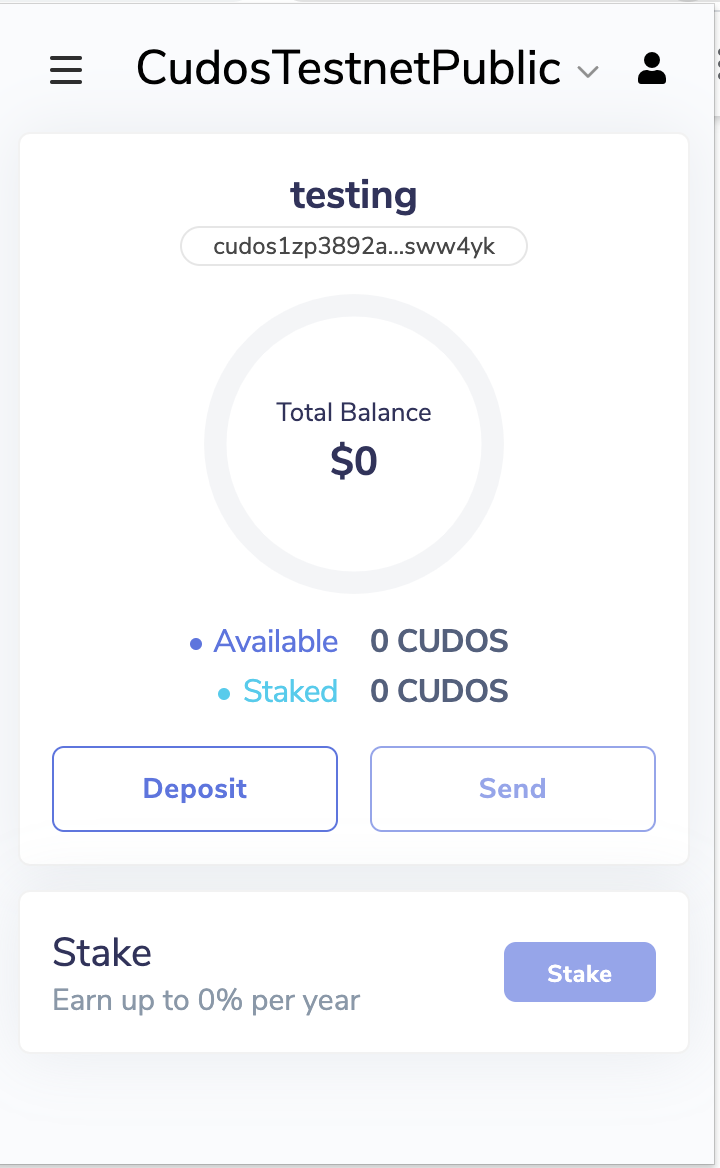 CudosTestnetPublic
testing
cudos1zp3892a...sww4yk
Total Balance
$0
Available 0 CUDOS
Staked 0 CUDOS
Deposit Send
Stake
Stake
Earn up to 0% per year